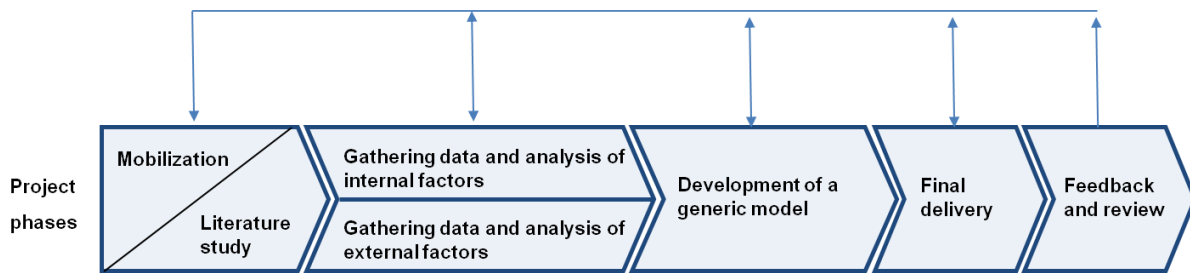 Project
phases
Mobilization
Literature
study
Gathering data and analysis of
internal factors
Gathering data and analysis of
external factors
Development of a
generic model
Final
delivery
Feedback
and review